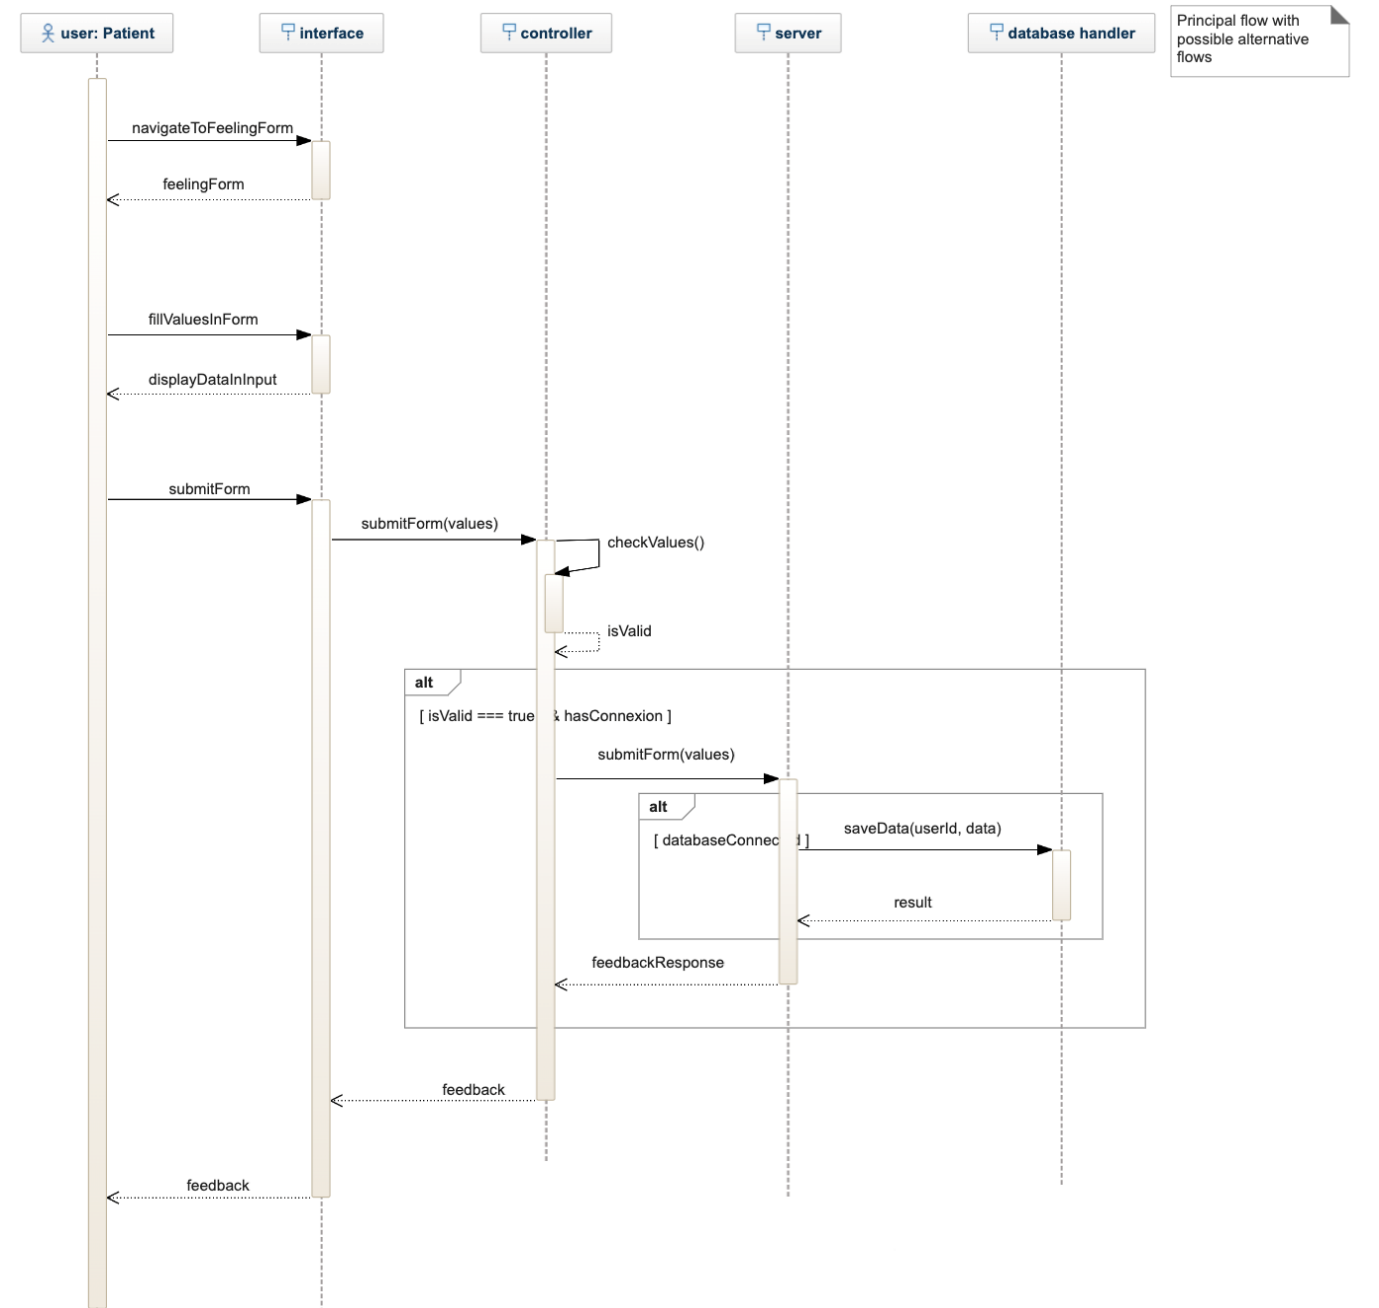 user: Patient
interface
controller
server
database handler
Principal flow with
possible alternative
flows
navigateToFeelingForm
feelingForm
fillValuesInForm
displayDataInInput
submitForm
submitForm(values)
checkValues()
isValid
alt
[ isValid === true & hasConnexion ]
submitForm(values)
alt
[ databaseConnec d ]
saveData(userId, data)
result
feedbackResponse
feedback
feedback